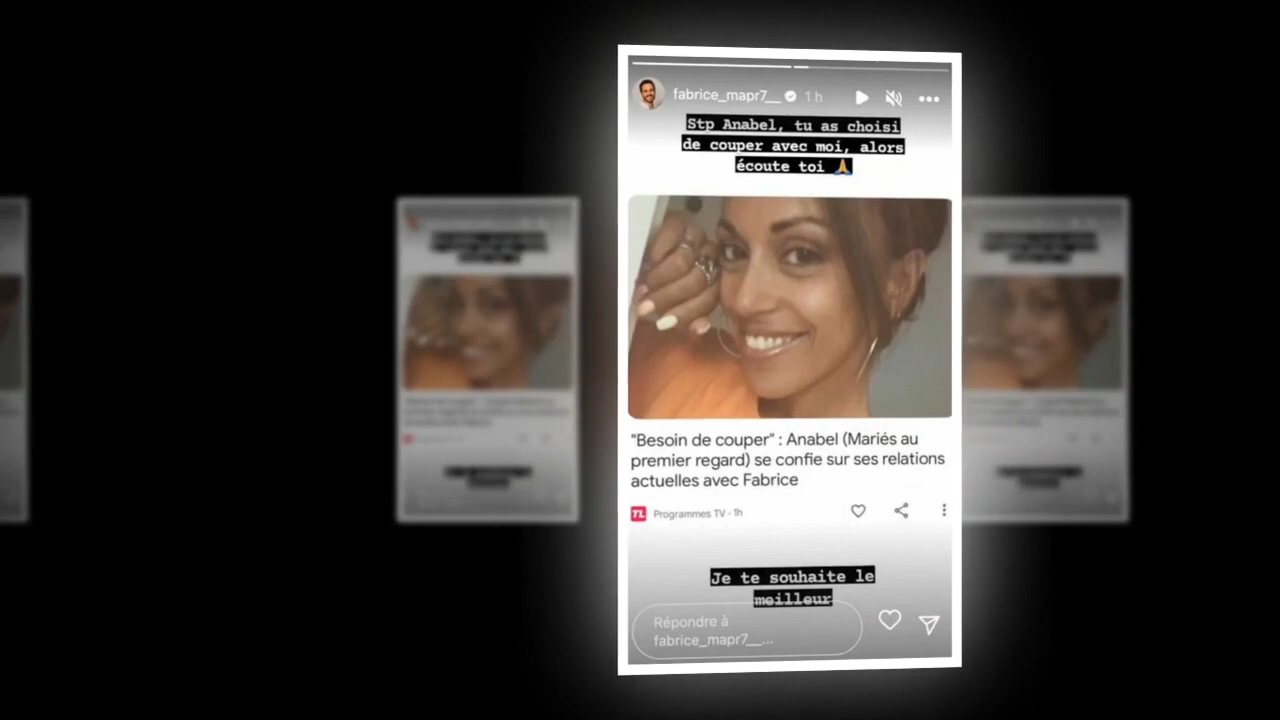 fabrice_mapr7__ 1 h
Stp Anabel, tu as choisi
de couper avec moi, alors
écoute toi 🙏
"Besoin de couper" : Anabel (Mariés au
premier regard) se confie sur ses relations
actuelles avec Fabrice
TL Programmes TV · 1h
Je te souhaite le
meilleur
Répondre à
fabrice_mapr7__...